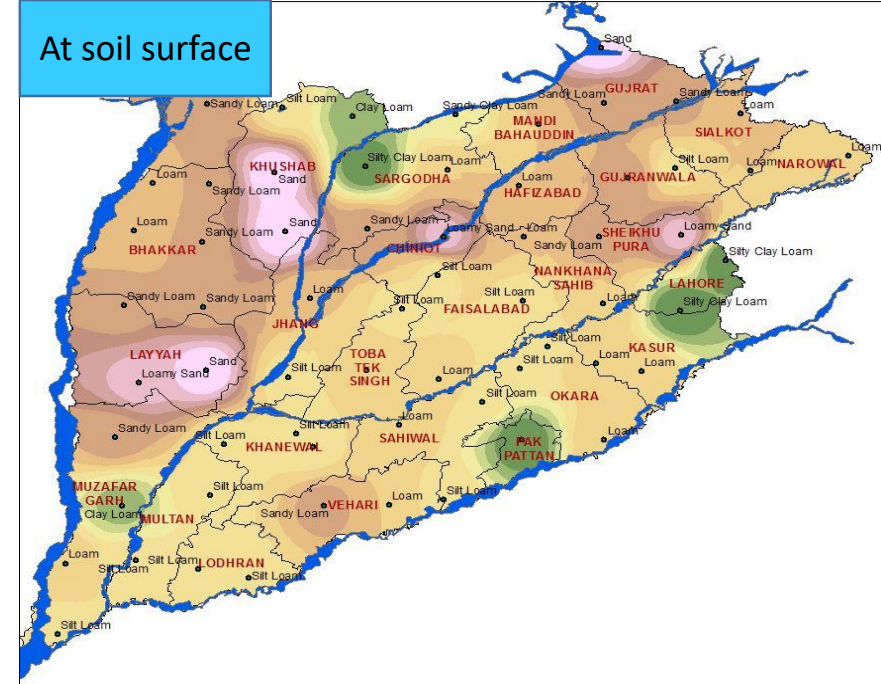 At soil surface
Sand
Sandy Loam
Silt Loam
Clay Loam
Sandy Clay Loam
Sandy Loam
GUJRAT
Sandy Loam
Loam
MANDI
BAHAUDDIN
SIALKOT
Loam
KHUSHAB
Sand
Silty Clay Loam
SARGODHA
Loam
Silt Loam
Loam
NAROWAL
Loam
Sandy Loam
Loam
HAFIZABAD
GUJRANWALA
Loam
Sand
Sandy Loam
Loamy Sand
Loam
SHEIKHU
PURA
Loamy Sand
BHAKKAR
Sandy Loam
CHINIOT
Sandy Loam
Silty Clay Loam
Silt Loam
NANKHANA
SAHIB
LAHORE
Sandy Loam
Sandy Loam
Loam
Silt Loam
Silt Loam
FAISALABAD
Loam
Silty Clay Loam
JHANG
LAYYAH
Sand
TOBA
TEK
SINGH
Silt Loam
KASUR
Loamy Sand
Silt Loam
Loam
Silt Loam
Loam
Loam
Silt Loam
OKARA
Sandy Loam
Silt Loam
Silt Loam
Loam
KHANEWAL
SAHIWAL
PAK
PATTAN
Loam
MUZAFAR
GARH
Silt Loam
Silt Loam
Clay Loam
MULTAN
Sandy Loam
VEHARI
Loam
Loam
Silt Loam
Silt Loam
LODHRAN
Silt Loam
Silt Loam